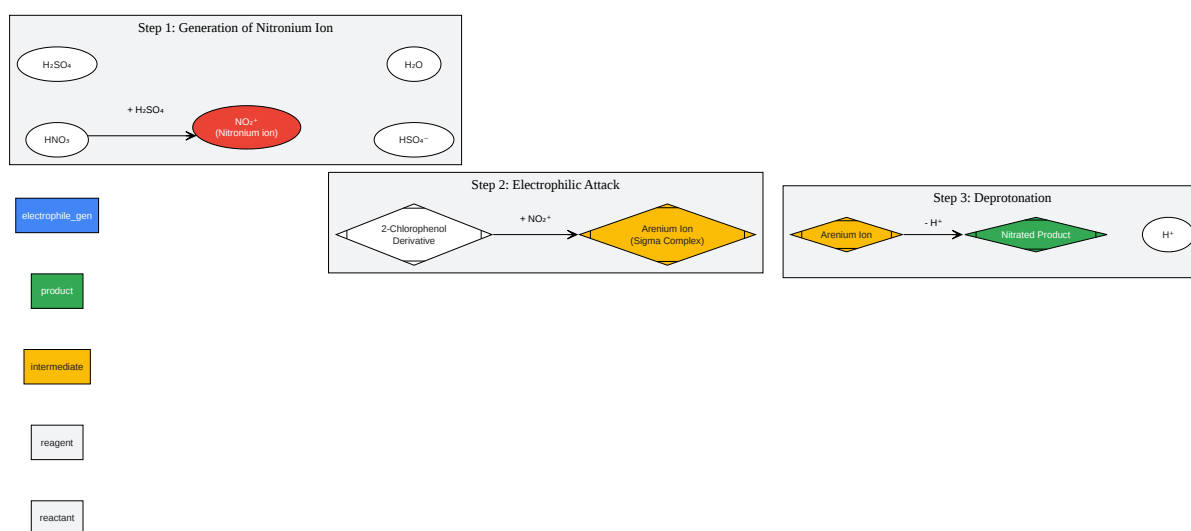 Step 1: Generation of Nitronium Ion
H₂SO₄
H₂O
+ H₂SO₄
HNO₃
NO₂⁺
(Nitronium ion)
HSO₄⁻
Step 2: Electrophilic Attack
2-Chlorophenol
Derivative
+ NO₂⁺
Arenium Ion
(Sigma Complex)
Step 3: Deprotonation
Arenium Ion
- H⁺
Nitrated Product
H⁺
electrophile_gen
product
intermediate
reagent
reactant